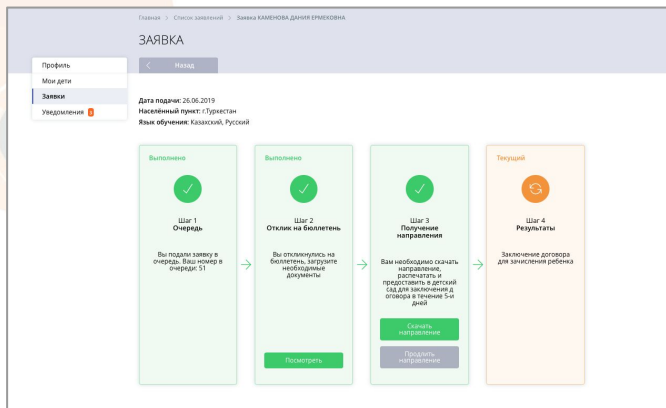 Главная > Список заявлений > Заявка КАМЕНОВА ДАНИЯ ЕРМЕКОВНА
ЗАЯВКА
< Назад
Профиль
Мои дети
Заявки
Уведомления
Дата подачи: 26.06.2019
Населённый пункт: г.Туркестан
Язык обучения: Казахский, Русский
Выполнено
Шаг 1
Очередь
Вы подали заявку в
очередь. Ваш номер в
очереди: 51
Выполнено
Шаг 2
Отклик на бюллетень
Вы откликнулись на
бюллетень, загрузите
необходимые
документы
Посмотреть
Шаг 3
Получение
направления
Вам необходимо скачать
направление,
распечатать и
предоставить в детский
сад для заключения д
оговора в течение 5-и
дней
Скачать
направление
Продлить
направление
Текущий
Шаг 4
Результаты
Заключение договора
для зачисления ребенка